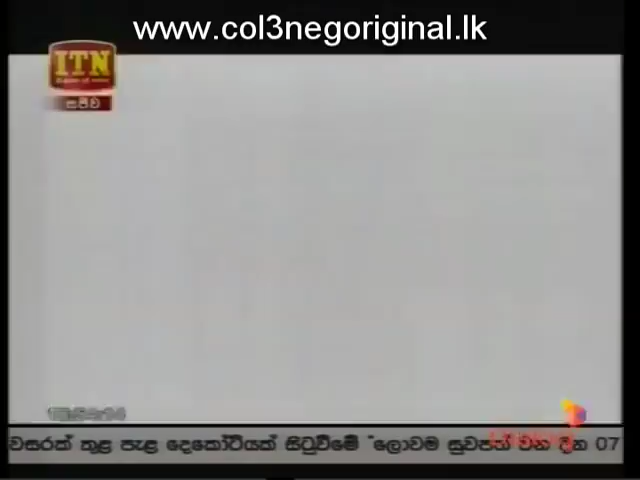 www.col3negoriginal.lk
ITN
සජීව
වසරක් තුළ පැළ දෙකෝටියක් සිටුවීමේ "ලොවම සුවපත් වන දින 07